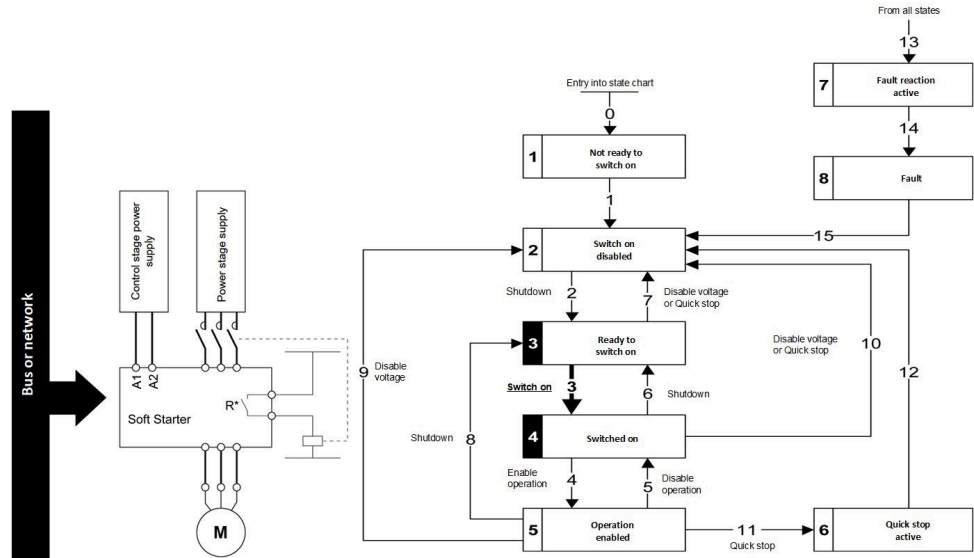 From all states
13
7
Fault reaction
active
14
8
Fault
15
Entry into state chart
0
1
Not ready to
switch on
1
2
Switch on
disabled
Shutdown
2
7
Disable voltage
or Quick stop
3
Ready to
switch on
Switch on
3
6
Shutdown
4
Switched on
Enable
operation
4
5
Disable
operation
5
Operation
enabled
11
Quick stop
6
Quick stop
active
Disable voltage
or Quick stop
10
12
9
Disable
voltage
Shutdown
8
Bus or network
Control stage power
supply
Power stage supply
A1
A2
R*
Soft Starter
M